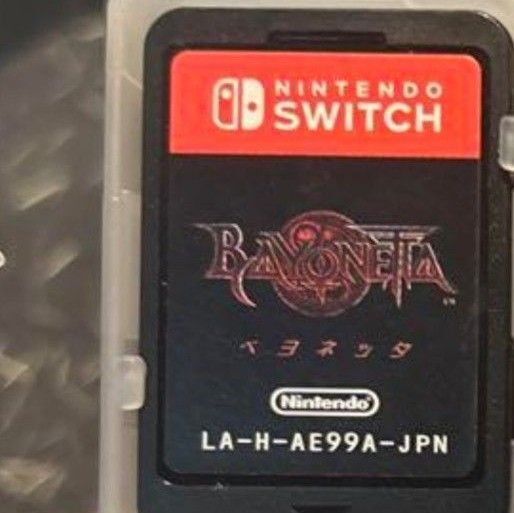 NINTENDO
SWITCH
BAYONETTA
ベヨネッタ
Nintendo
LA-H-AE99A-JPN